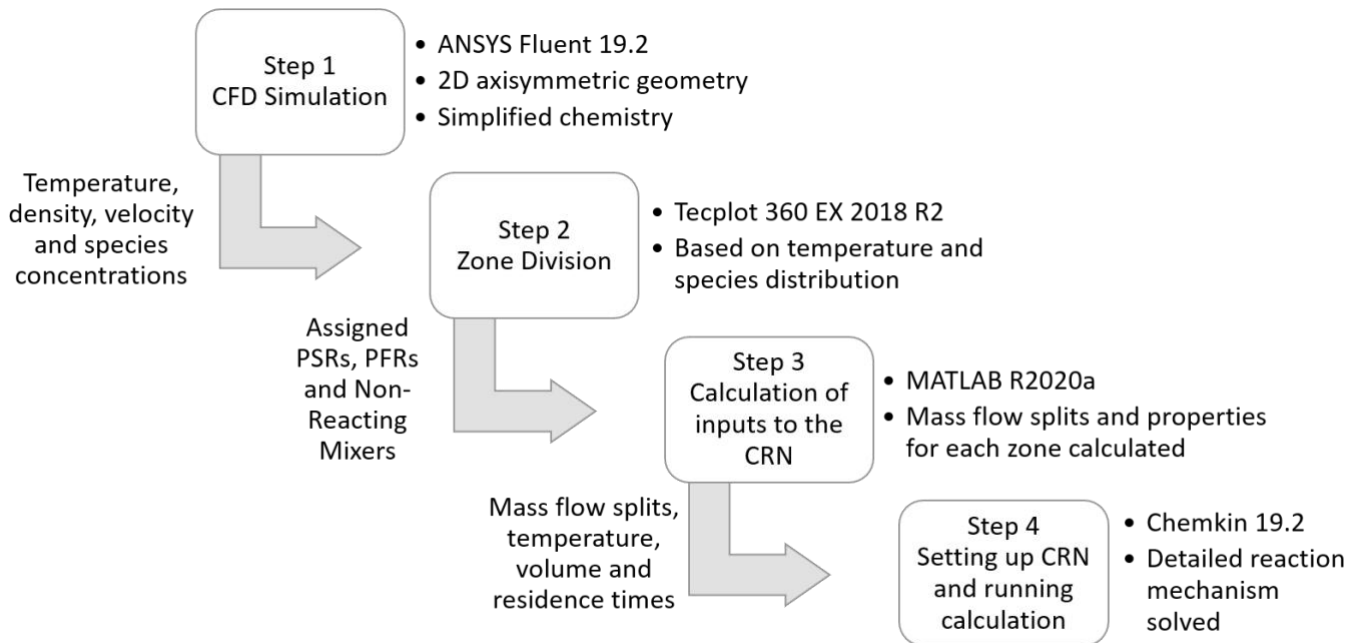 Step 1
CFD Simulation
• ANSYS Fluent 19.2
• 2D axisymmetric geometry
• Simplified chemistry
Temperature,
density, velocity
and species
concentrations
Step 2
Zone Division
• Tecplot 360 EX 2018 R2
• Based on temperature and
species distribution
Assigned
PSRs, PFRs
and Non-
Reacting
Mixers
Step 3
Calculation of
inputs to the
CRN
• MATLAB R2020a
• Mass flow splits and properties
for each zone calculated
Mass flow splits,
temperature,
volume and
residence times
Step 4
Setting up CRN
and running
calculation
• Chemkin 19.2
• Detailed reaction
mechanism
solved